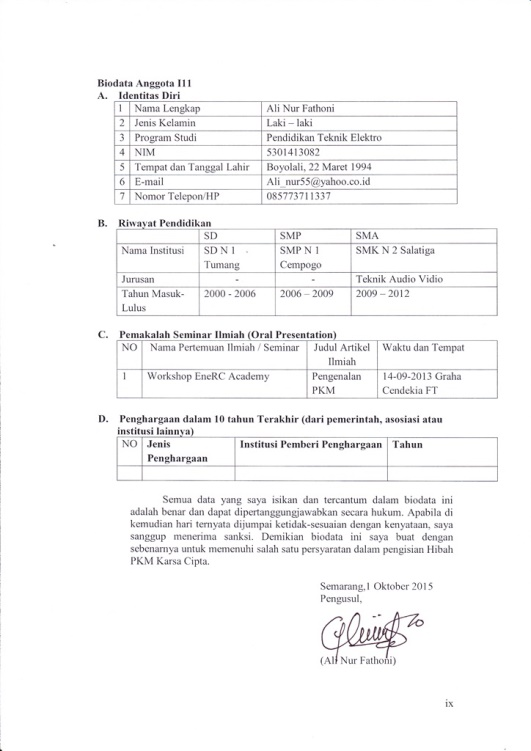 Biodata Anggota I11
A. Identitas Diri
1 Nama Lengkap Ali Nur Fathoni
2 Jenis Kelamin Laki – laki
3 Program Studi Pendidikan Teknik Elektro
4 NIM 5301413082
5 Tempat dan Tanggal Lahir Boyolali, 22 Maret 1994
6 E-mail Ali_nur55@yahoo.co.id
7 Nomor Telepon/HP 085773711337
B. Riwayat Pendidikan
SD SMP SMA
Nama Institusi SD N 1 SMP N 1 SMK N 2 Salatiga
Tumang Cempogo
Jurusan - - Teknik Audio Vidio
Tahun Masuk- 2000 - 2006 2006 – 2009 2009 – 2012
Lulus
C. Pemakalah Seminar Ilmiah (Oral Presentation)
NO Nama Pertemuan Ilmiah / Seminar Judul Artikel Waktu dan Tempat
Ilmiah
1 Workshop EneRC Academy Pengenalan 14-09-2013 Graha
PKM Cendekia FT
D. Penghargaan dalam 10 tahun Terakhir (dari pemerintah, asosiasi atau
institusi lainnya)
NO Jenis Institusi Pemberi Penghargaan Tahun
Penghargaan
Semua data yang saya isikan dan tercantum dalam biodata ini
adalah benar dan dapat dipertanggungjawabkan secara hukum. Apabila di
kemudian hari ternyata dijumpai ketidak-sesuaian dengan kenyataan, saya
sanggup menerima sanksi. Demikian biodata ini saya buat dengan
sebenarnya untuk memenuhi salah satu persyaratan dalam pengisian Hibah
PKM Karsa Cipta.
Semarang,1 Oktober 2015
Pengusul,
(Ali Nur Fathoni)
ix